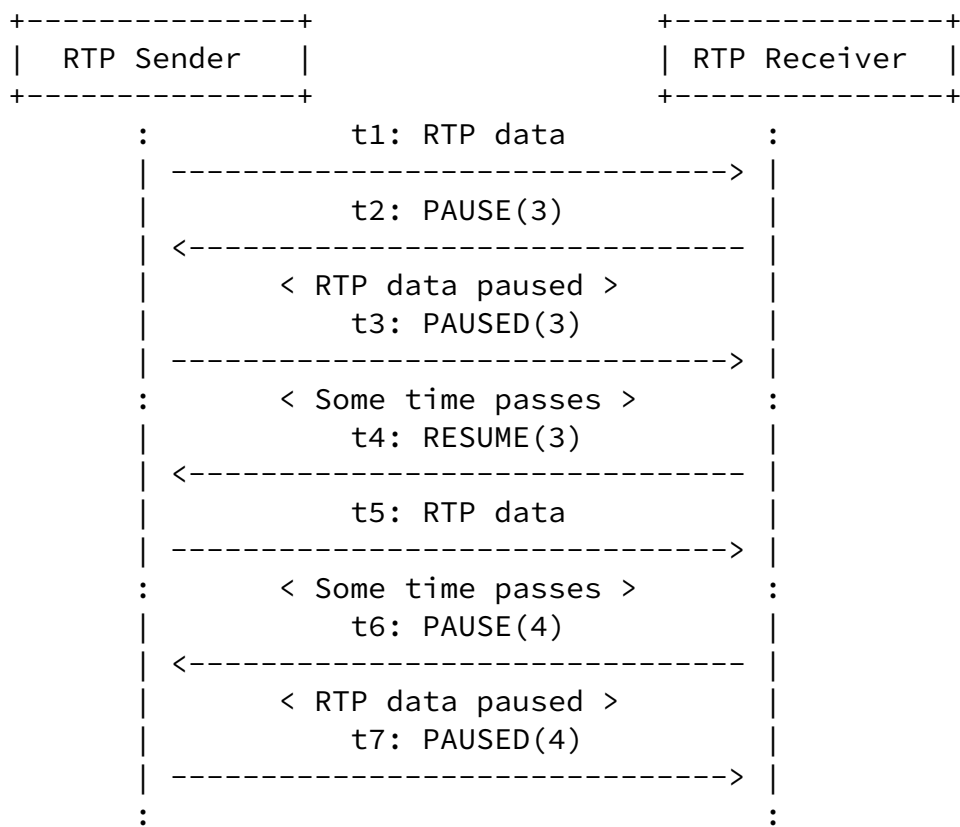 +---------------+                   +---------------+
|  RTP Sender   |                   | RTP Receiver  |
+---------------+                   +---------------+
       :           t1: RTP data           :
       | -------------------------------> |
       |           t2: PAUSE(3)           |
       | <------------------------------- |
       |       < RTP data paused >        |
       |           t3: PAUSED(3)          |
       | -------------------------------> |
       :       < Some time passes >       :
       |           t4: RESUME(3)          |
       | <------------------------------- |
       |           t5: RTP data           |
       | -------------------------------> |
       :       < Some time passes >       :
       |           t6: PAUSE(4)           |
       | <------------------------------- |
       |       < RTP data paused >        |
       |           t7: PAUSED(4)          |
       | -------------------------------> |
       :                                  :